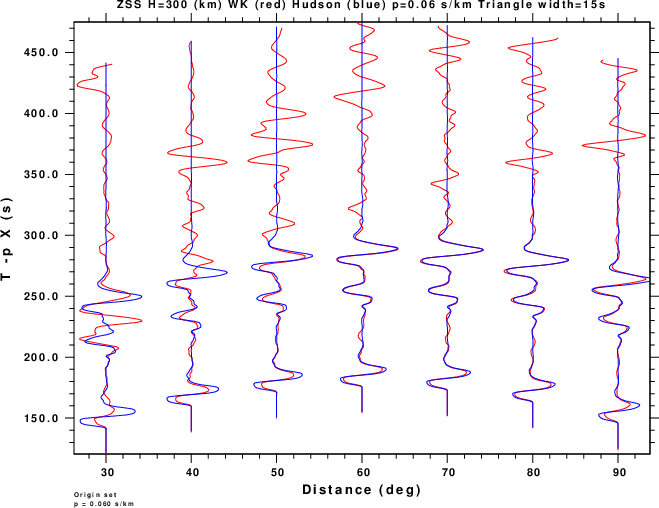 ZSS H=300 (km) WK (red) Hudson (blue) p=0.06 s/km Triangle width=15s
450.0
400.0
350.0
300.0
250.0
200.0
150.0
T -p X (s)
30 40 50 60 70 80 90
Distance (deg)
Origin set
p = 0.060 s/km